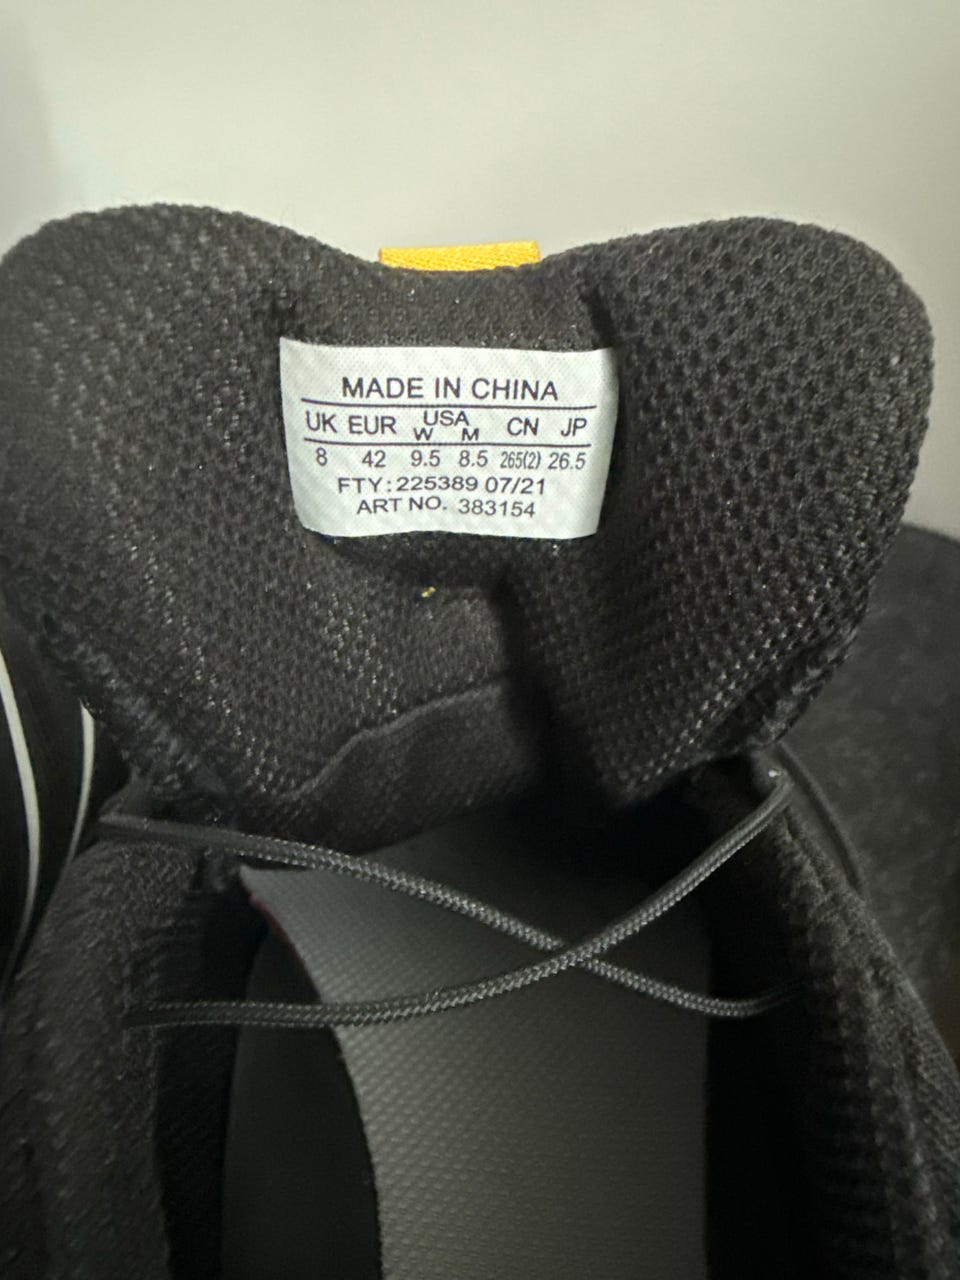 MADE IN CHINA
UK EUR USA CN JP
W M
8 42 9.5 8.5 265(2) 26.5
FTY: 225389 07/21
ART NO. 383154